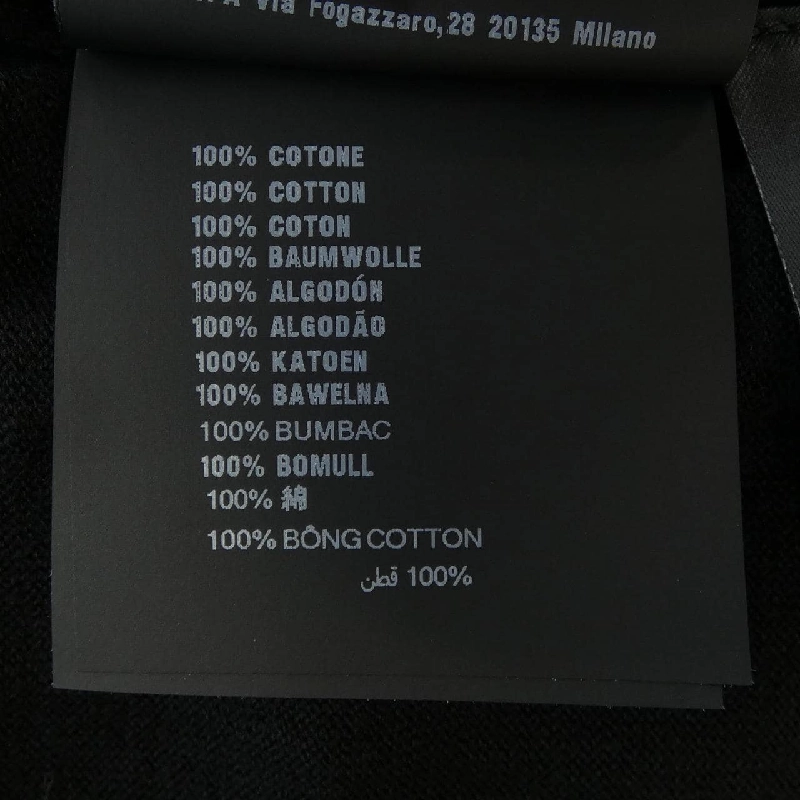 Via Fogazzaro,28 20135 Milano
100% COTONE
100% COTTON
100% COTON
100% BAUMWOLLE
100% ALGODÓN
100% ALGODÃO
100% KATOEN
100% BAWELNA
100% BUMBAC
100% BOMULL
100% 綿
100% BÔNG COTTON
100% قطن